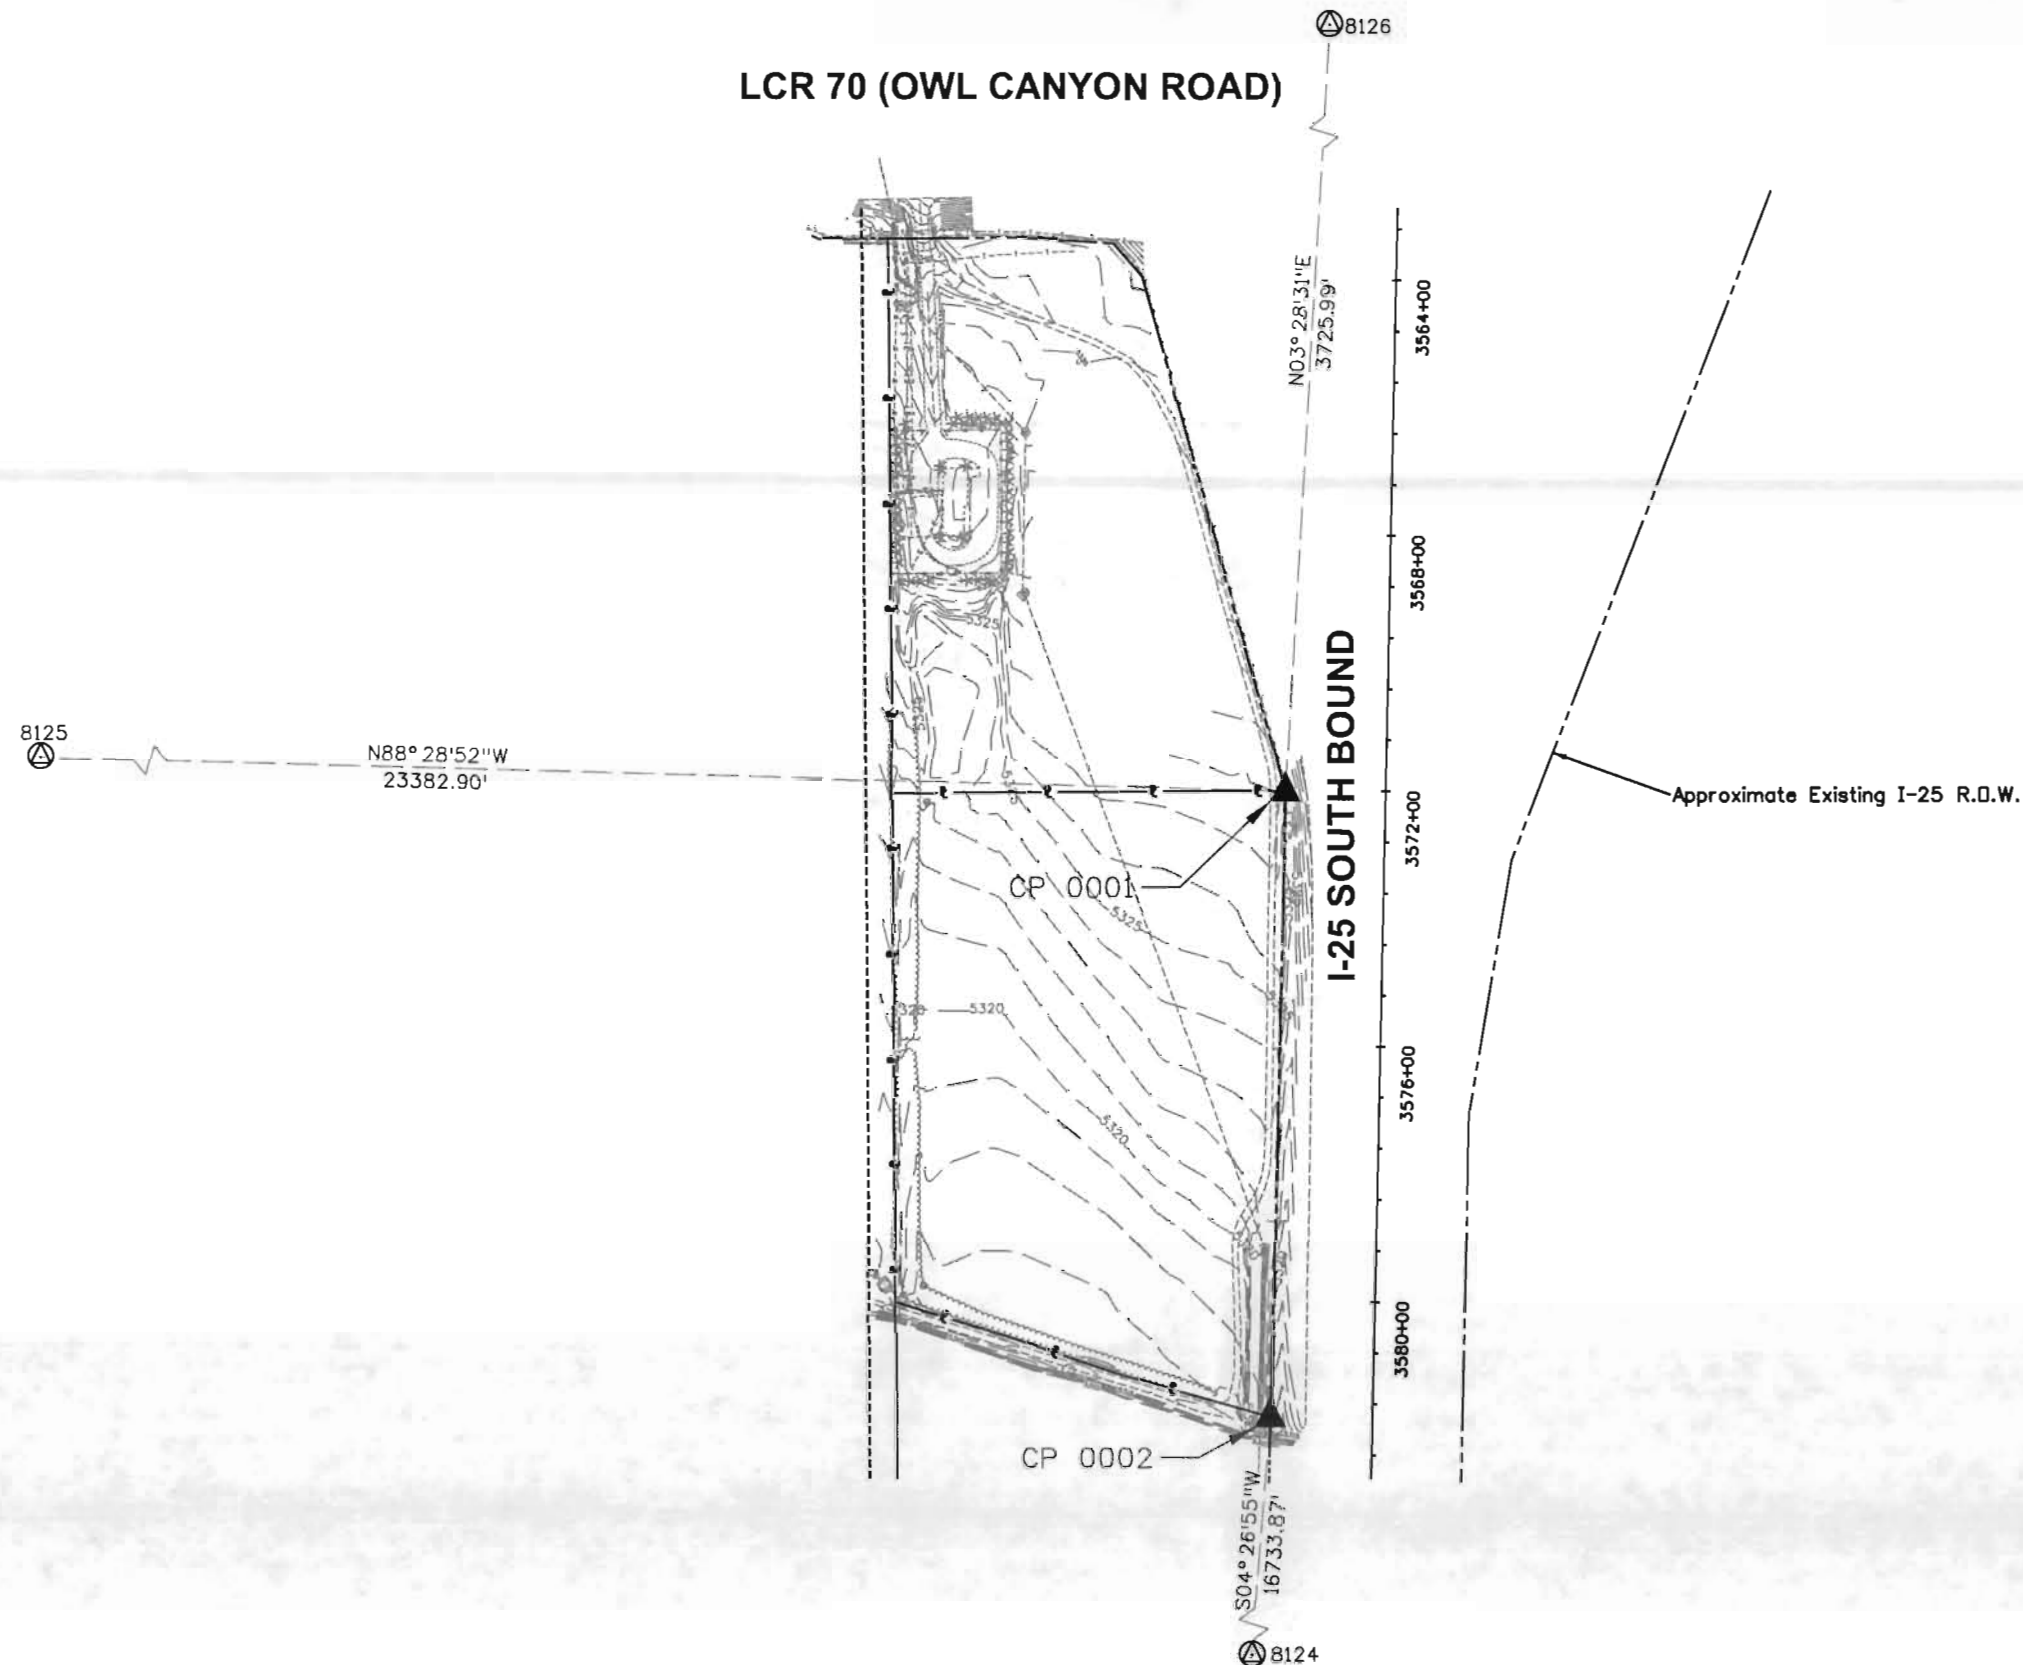 8126
LCR 70 (OWL CANYON ROAD)
N03°28'31"E
3725.99'
3564+00
3568+00
5325
5325
I-25 SOUTH BOUND
8125
N88°28'52"W
23382.90'
Approximate Existing I-25 R.O.W.
3572+00
CP 0001
5325
5320
5320
3576+00
5320
3580+00
CP 0002
S04°26'55"W
16733.87'
8124